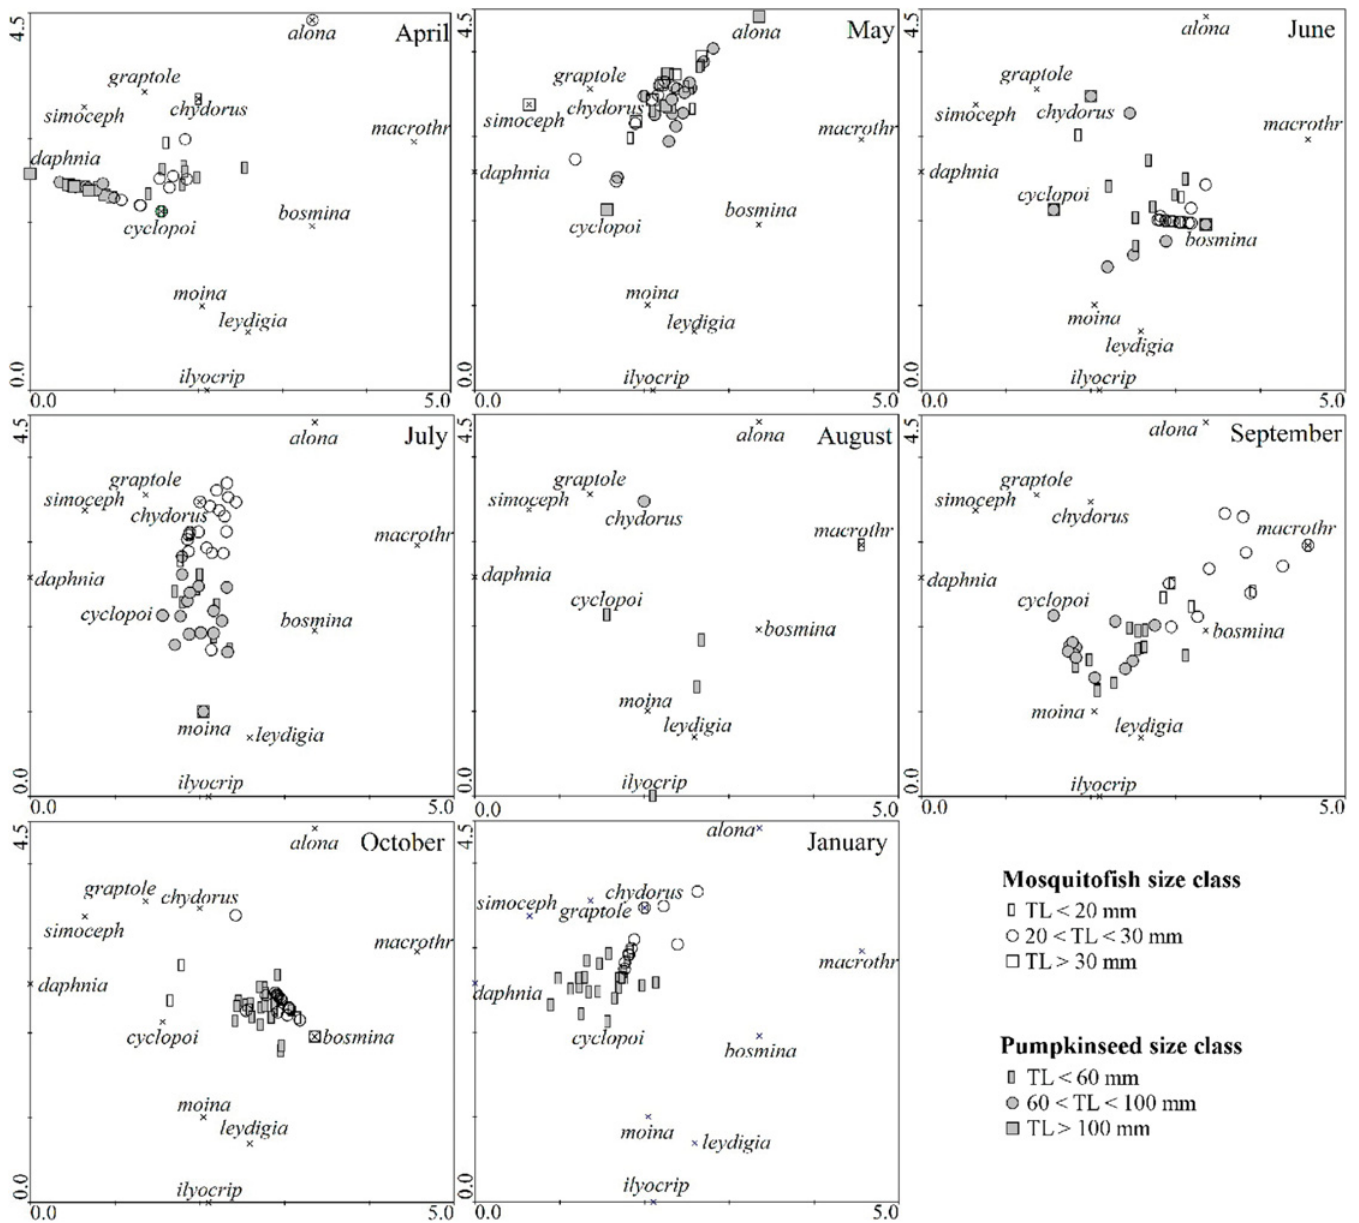 4.5
April
alona
graptole
chydorus
simoceph
macrothr
daphnia
bosmina
cyclopoi
moina
leydigia
ilyocrip
0.0
0.0
5.0
4.5
May
alona
graptole
chydorus
simoceph
macrothr
daphnia
bosmina
cyclopoi
moina
leydigia
ilyocrip
0.0
0.0
5.0
4.5
June
alona
graptole
simoceph
chydorus
macrothr
daphnia
cyclopoi
bosmina
moina
leydigia
ilyocrip
0.0
0.0
5.0
4.5
July
alona
graptole
simoceph
chydorus
macrothr
daphnia
cyclopoi
bosmina
moina
leydigia
ilyocrip
0.0
0.0
5.0
4.5
August
alona
graptole
simoceph
chydorus
macrothr
daphnia
cyclopoi
bosmina
moina
leydigia
ilyocrip
0.0
0.0
5.0
4.5
September
alona
graptole
simoceph
chydorus
macrothr
daphnia
cyclopoi
bosmina
moina
leydigia
ilyocrip
0.0
0.0
5.0
4.5
October
alona
graptole
chydorus
simoceph
macrothr
daphnia
cyclopoi
bosmina
moina
leydigia
ilyocrip
0.0
0.0
5.0
4.5
January
alona
chydorus
simoceph
graptole
macrothr
daphnia
cyclopoi
bosmina
moina
leydigia
ilyocrip
0.0
0.0
5.0
Mosquitofish size class
TL < 20 mm
20 < TL < 30 mm
TL > 30 mm
Pumpkinseed size class
TL < 60 mm
60 < TL < 100 mm
TL > 100 mm